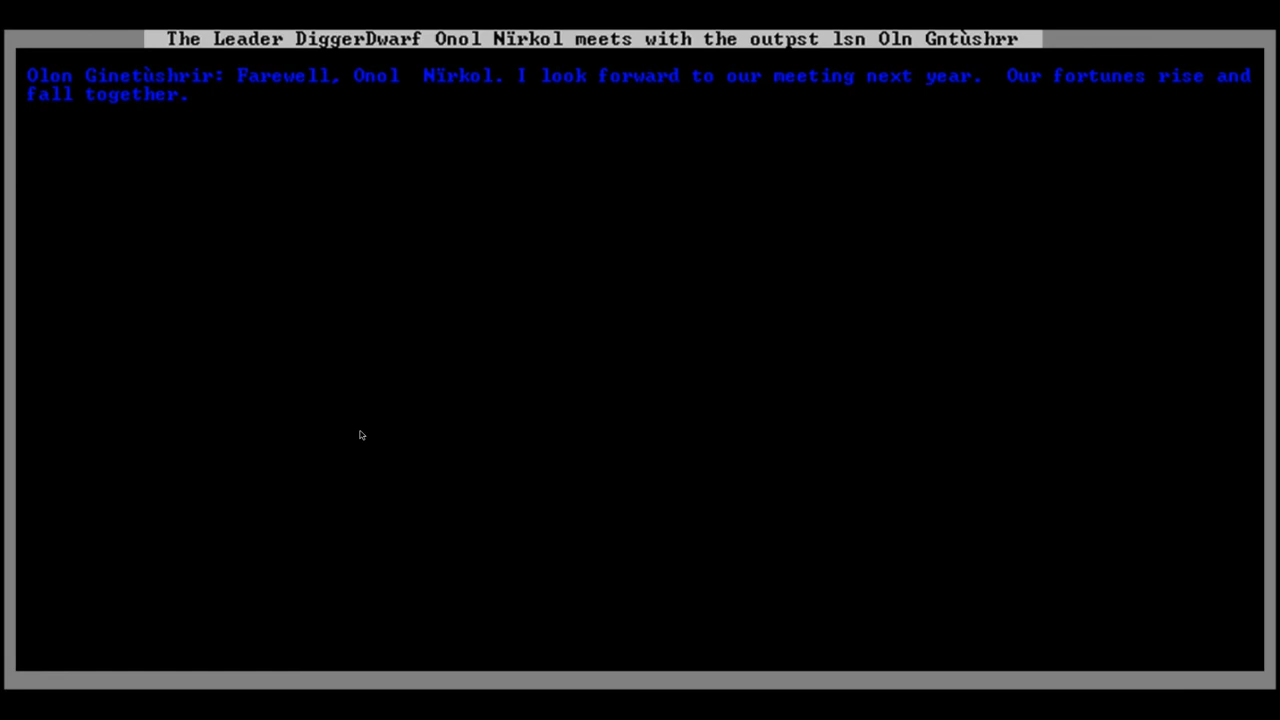 The Leader DiggerDwarf Onol Nïrkol meets with the outpst lsn Oln Gntùshrr
Olon Ginetùshrir: Farewell, Onol  Nïrkol. I look forward to our meeting next year.  Our fortunes rise and
fall together.